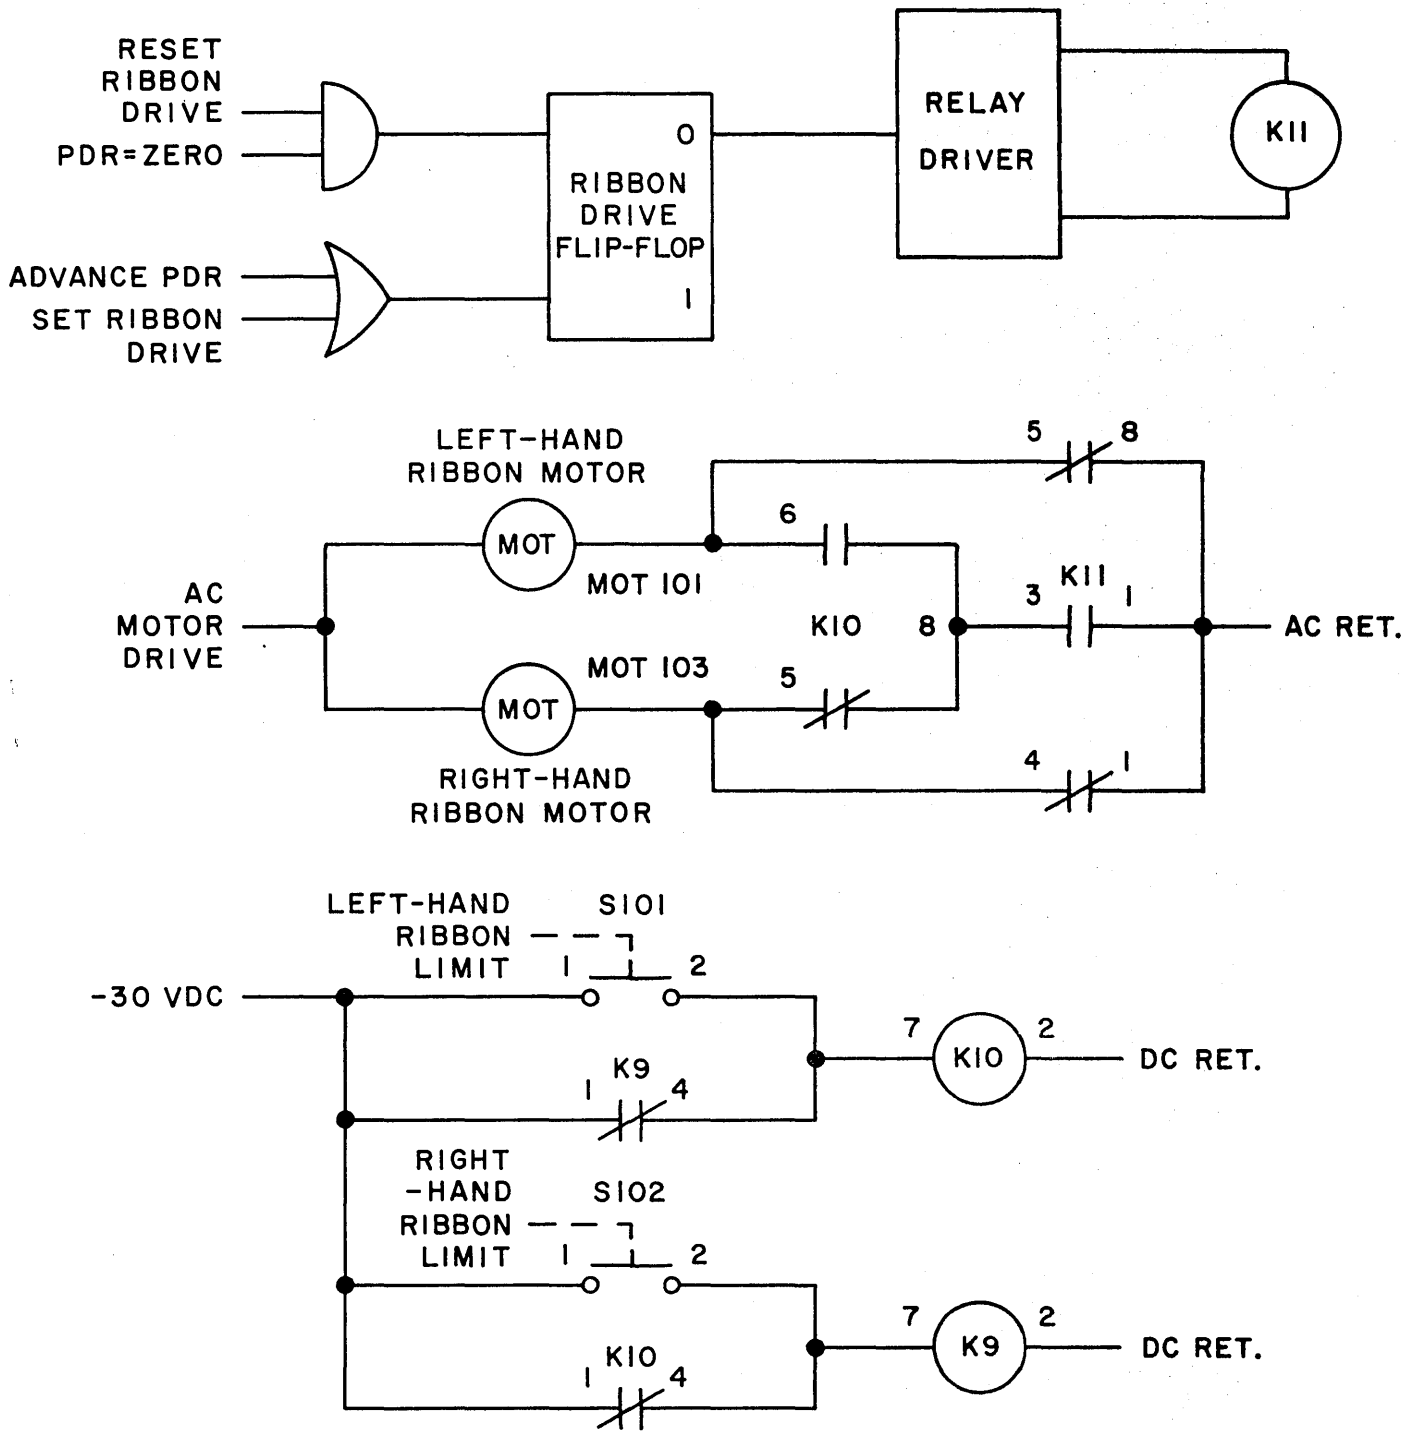 RESET
RIBBON
DRIVE
PDR=ZERO
ADVANCE PDR
SET RIBBON
DRIVE
0
RIBBON
DRIVE
FLIP-FLOP
1
RELAY
DRIVER
K11
LEFT-HAND
RIBBON MOTOR
MOT
MOT 101
AC
MOTOR
DRIVE
MOT 103
MOT
RIGHT-HAND
RIBBON MOTOR
5 8
6
K11
3 1
K10 8
AC RET.
5
4 1
LEFT-HAND
RIBBON
LIMIT
S101
1 2
-30 VDC
7 K10 2
DC RET.
K9
1 4
RIGHT
-HAND
RIBBON
LIMIT
S102
1 2
7 K9 2
DC RET.
K10
1 4